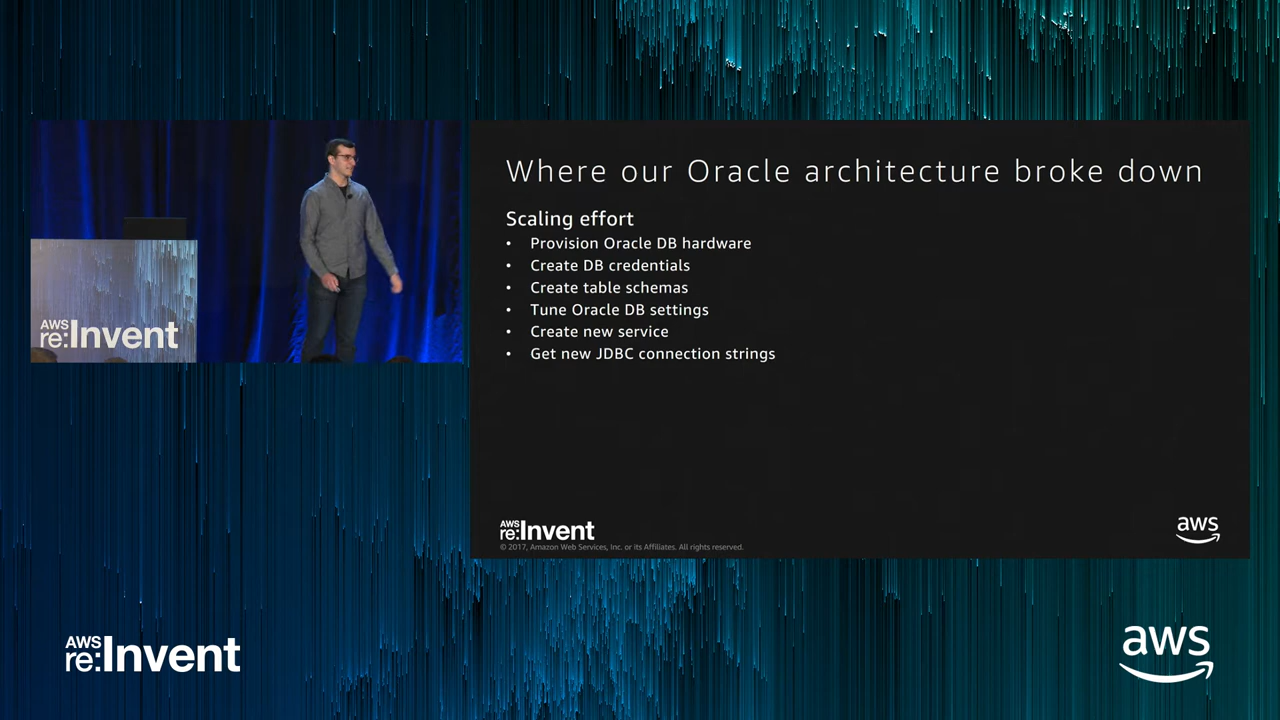 Where our Oracle architecture broke down
Scaling effort
• Provision Oracle DB hardware
• Create DB credentials
• Create table schemas
• Tune Oracle DB settings
• Create new service
• Get new JDBC connection strings
AWS
re:Invent
AWS
re:Invent
© 2017, Amazon Web Services, Inc. or its Affiliates. All rights reserved.
aws
AWS
re:Invent
aws